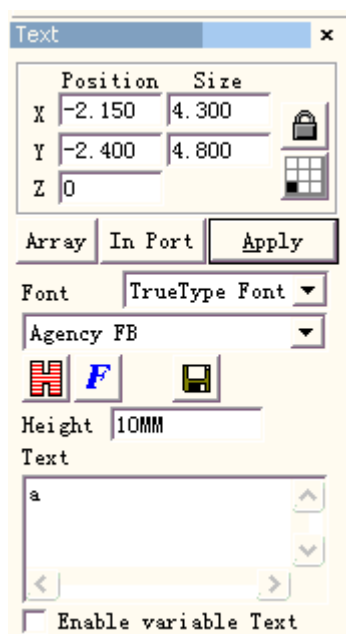 Text
Position Size
X -2.150 4.300
Y -2.400 4.800
Z 0
Array In Port Apply
Font TrueType Font
Agency FB
H F
Height 10MM
Text
a
Enable variable Text